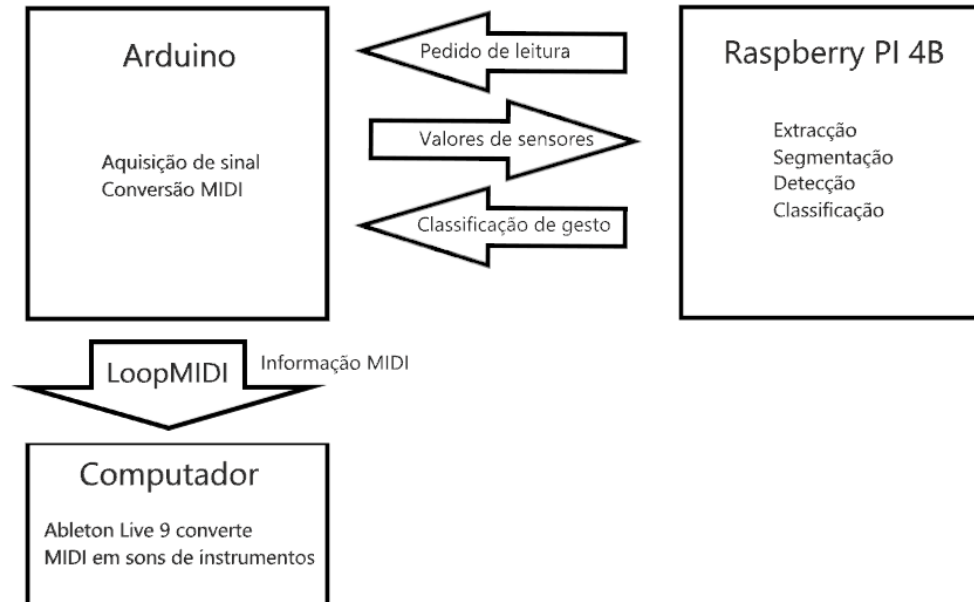 Arduino
Aquisição de sinal
Conversão MIDI
Pedido de leitura
Valores de sensores
Classificação de gesto
Raspberry PI 4B
Extracção
Segmentação
Detecção
Classificação
LoopMIDI
Informação MIDI
Computador
Ableton Live 9 converte
MIDI em sons de instrumentos